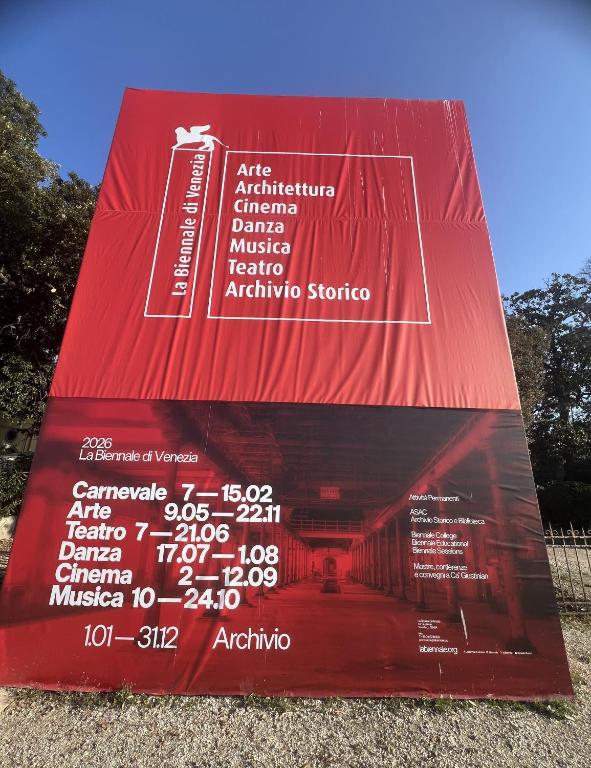 La Biennale di Venezia
Arte
Architettura
Cinema
Danza
Musica
Teatro
Archivio Storico
2026
La Biennale di Venezia
Carnevale 7 — 15.02
Arte 9.05 — 22.11
Teatro 7 — 21.06
Danza 17.07 — 1.08
Cinema 2 — 12.09
Musica 10 — 24.10
1.01 — 31.12 Archivio
Attività Permanenti
ASAC
Archivio Storico e Biblioteca
Biennale College
Biennale Educational
Biennale Sessions
Mostre, conferenze
e convegni a Ca' Giustinian
labiennale.org